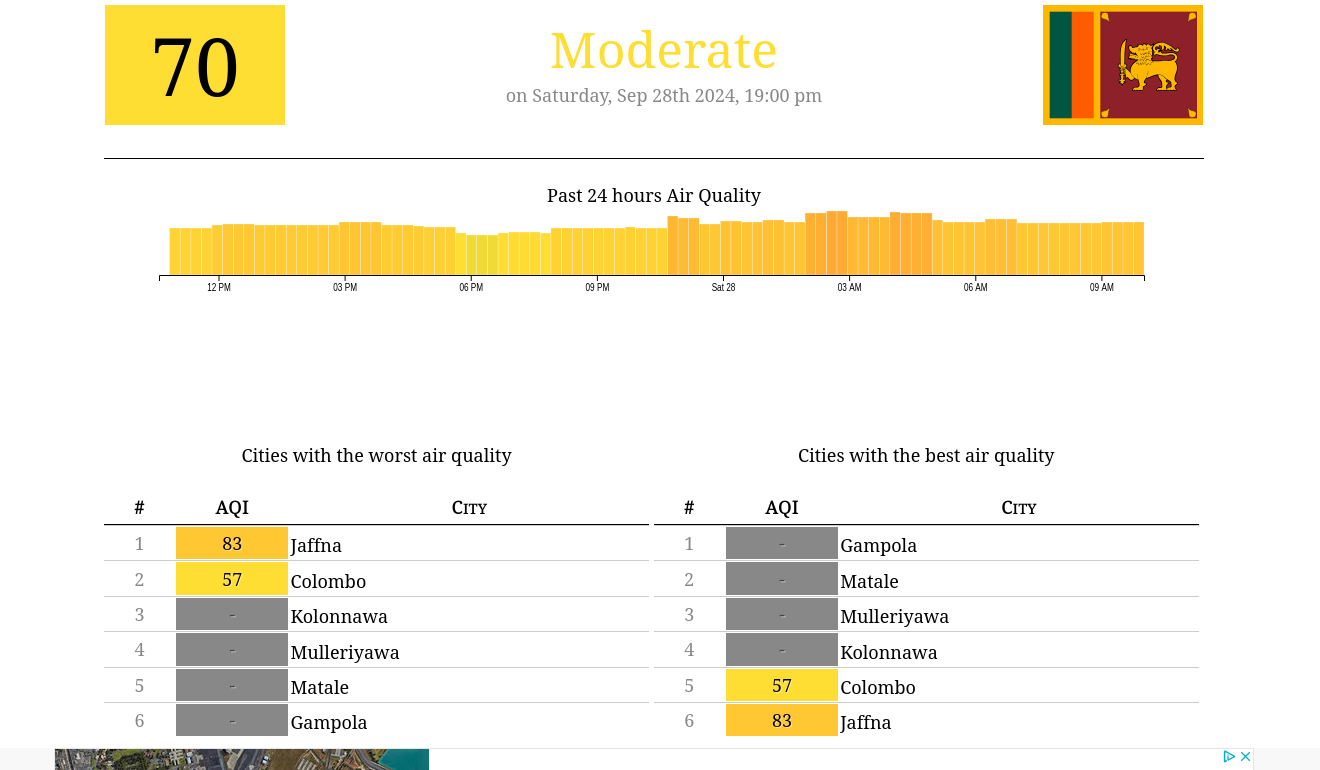 70
Moderate
on Saturday, Sep 28th 2024, 19:00 pm
Past 24 hours Air Quality
12 PM 03 PM 06 PM 09 PM Sat 28 03 AM 06 AM 09 AM
Cities with the worst air quality
# AQI City
1 83 Jaffna
2 57 Colombo
3 - Kolonnawa
4 - Mulleriyawa
5 - Matale
6 - Gampola
Cities with the best air quality
# AQI City
1 - Gampola
2 - Matale
3 - Mulleriyawa
4 - Kolonnawa
5 57 Colombo
6 83 Jaffna